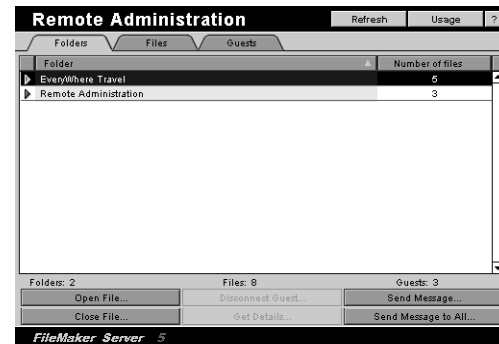 Remote Administration Refresh Usage ?
Folders Files Guests
Folder Number of files
EveryWhere Travel 5
Remote Administration 3
Folders: 2 Files: 8 Guests: 3
Open File... Disconnect Guest... Send Message...
Close File... Get Details... Send Message to All...
FileMaker Server 5